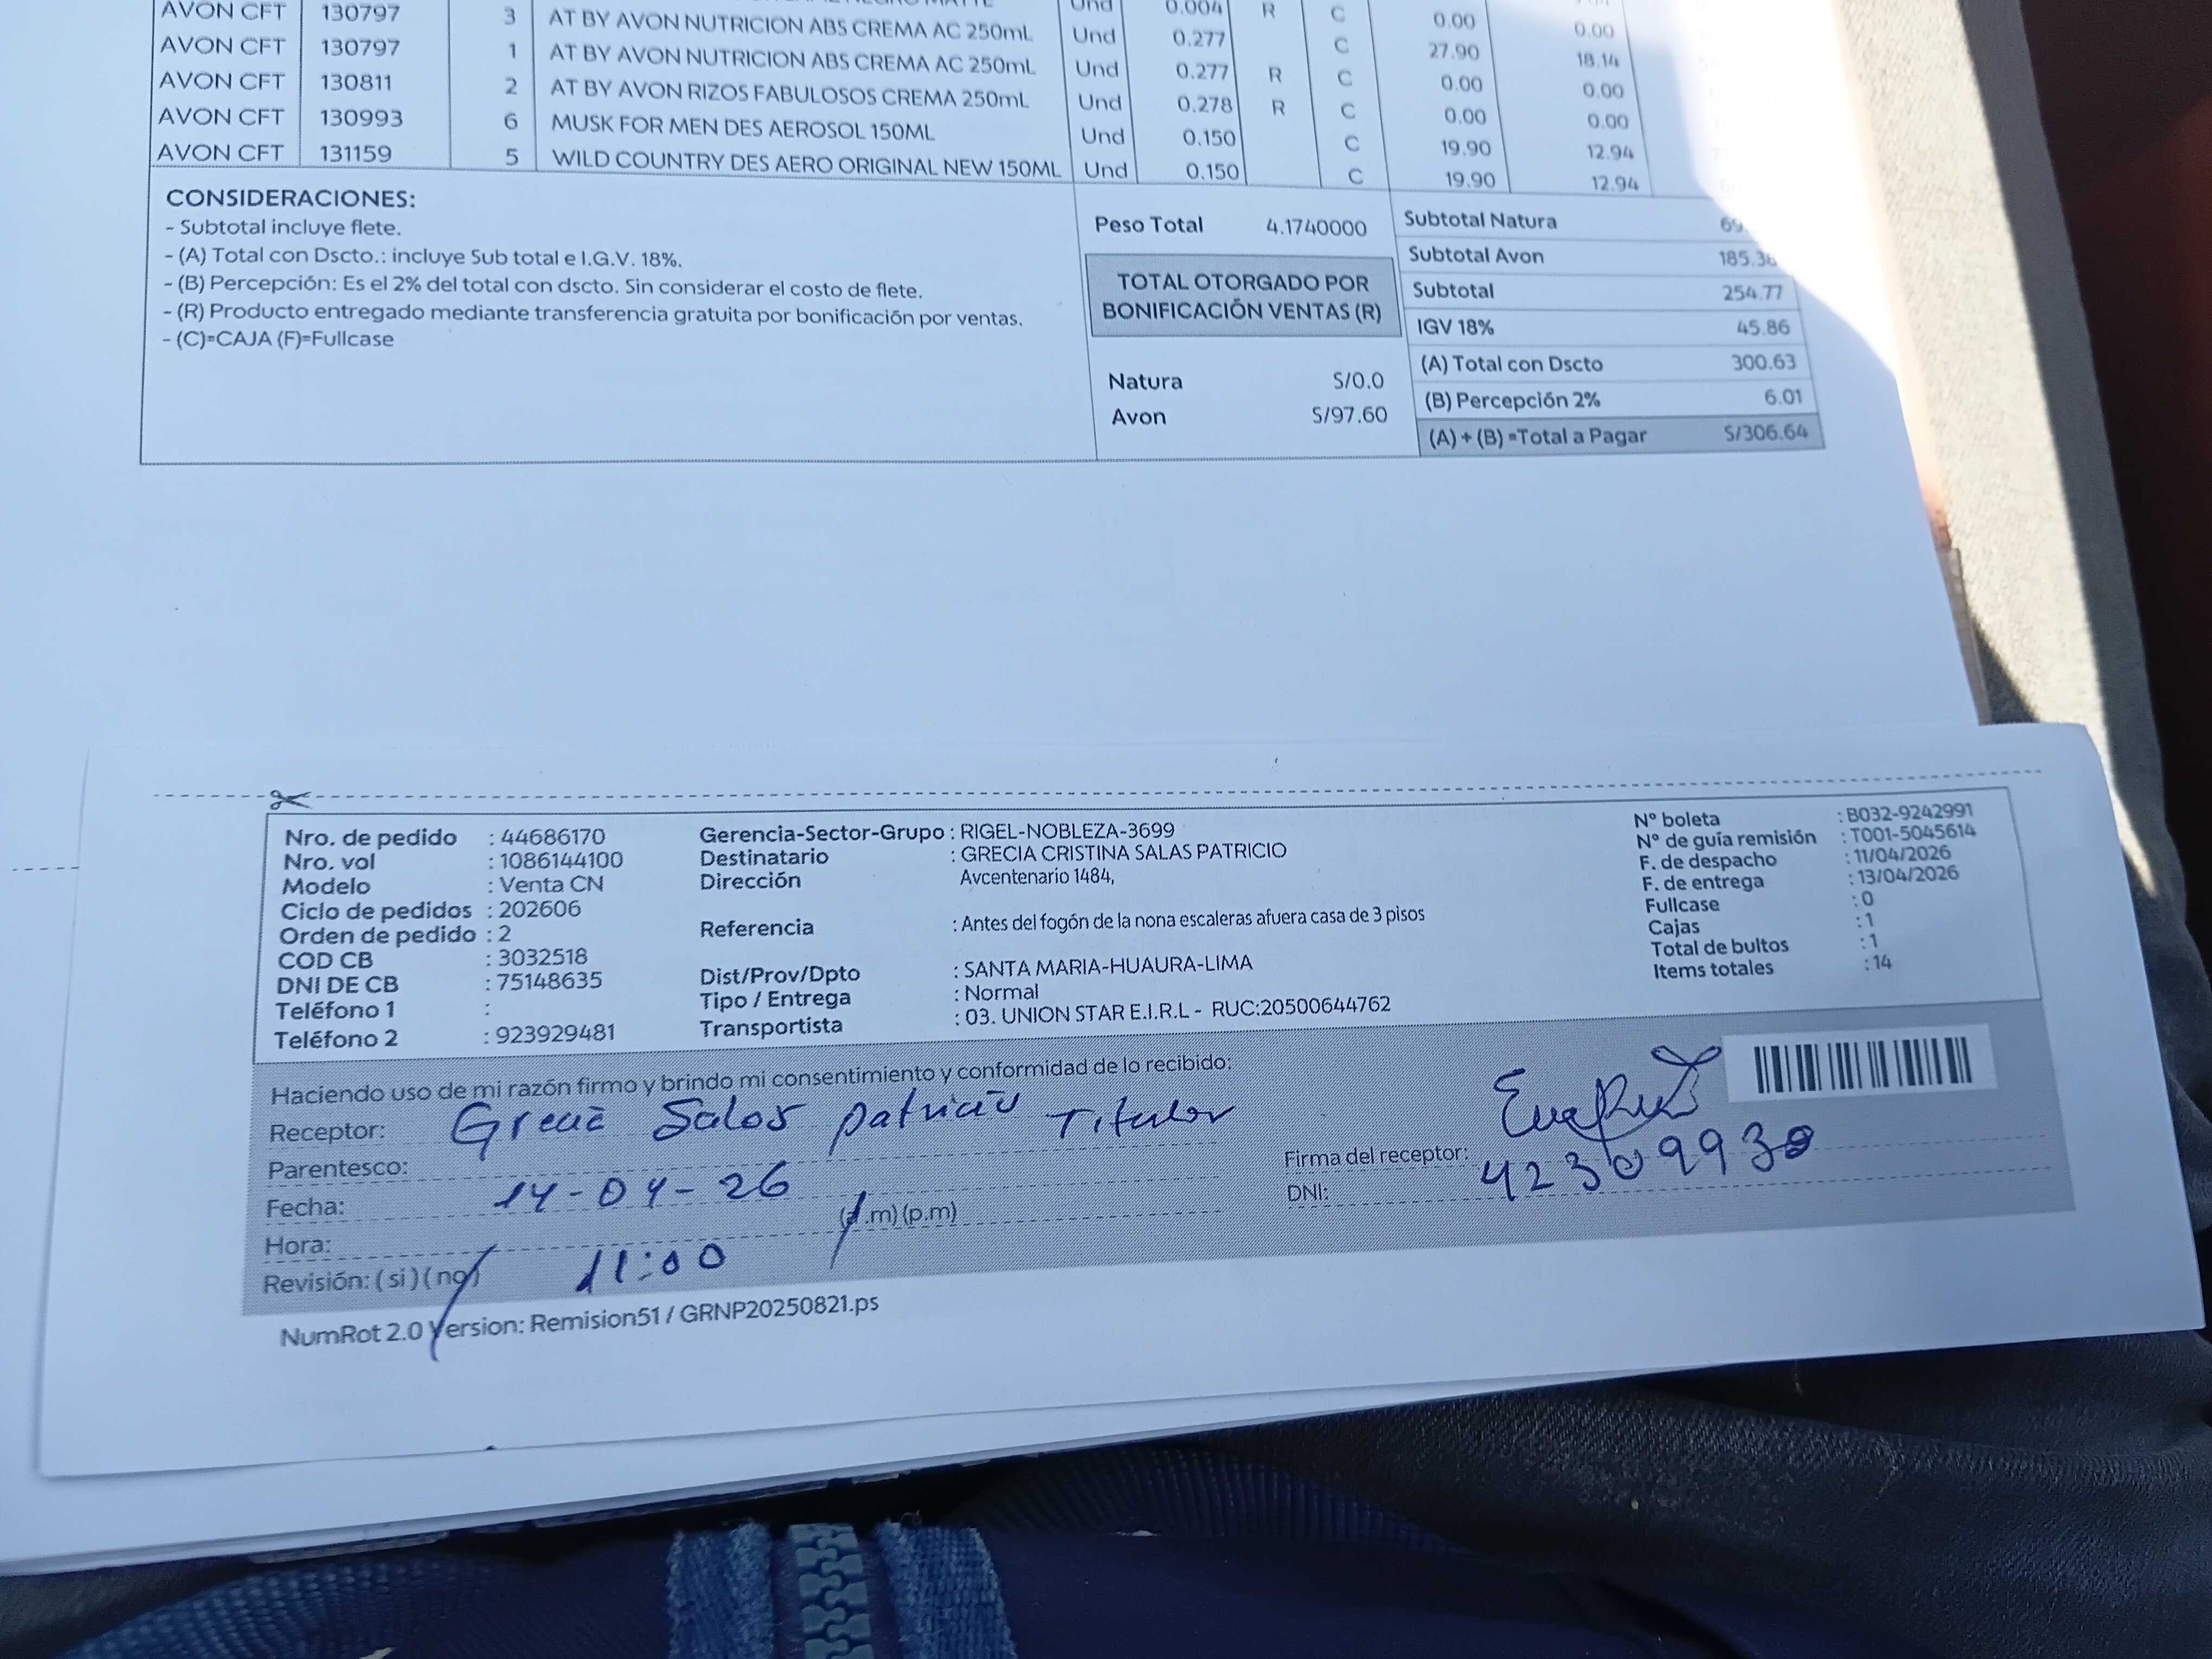 AVON CFT 130797 3 AT BY AVON NUTRICION ABS CREMA AC 250mL Und 0.004 R C 0.00 0.00
AVON CFT 130797 1 AT BY AVON NUTRICION ABS CREMA AC 250mL Und 0.277 C 27.90 18.14
AVON CFT 130811 2 AT BY AVON RIZOS FABULOSOS CREMA 250mL Und 0.277 R C 0.00 0.00
AVON CFT 130993 6 MUSK FOR MEN DES AEROSOL 150ML Und 0.278 R C 0.00 0.00
AVON CFT 131159 5 WILD COUNTRY DES AERO ORIGINAL NEW 150ML Und 0.150 C 19.90 12.94
Und 0.150 C 19.90 12.94
CONSIDERACIONES:
- Subtotal incluye flete.
- (A) Total con Dscto.: incluye Sub total e I.G.V. 18%.
- (B) Percepción: Es el 2% del total con dscto. Sin considerar el costo de flete.
- (R) Producto entregado mediante transferencia gratuita por bonificación por ventas.
- (C)=CAJA (F)=Fullcase
Peso Total 4.1740000
TOTAL OTORGADO POR
BONIFICACIÓN VENTAS (R)
Natura S/0.0
Avon S/97.60
Subtotal Natura 69.
Subtotal Avon 185.38
Subtotal 254.77
IGV 18% 45.86
(A) Total con Dscto 300.63
(B) Percepción 2% 6.01
(A) + (B) =Total a Pagar S/306.64
Nro. de pedido : 44686170
Nro. vol : 1086144100
Modelo : Venta CN
Ciclo de pedidos : 202606
Orden de pedido : 2
COD CB : 3032518
DNI DE CB : 75148635
Teléfono 1 :
Teléfono 2 : 923929481
Gerencia-Sector-Grupo : RIGEL-NOBLEZA-3699
Destinatario : GRECIA CRISTINA SALAS PATRICIO
Dirección Avcentenario 1484,
Referencia : Antes del fogón de la nona escaleras afuera casa de 3 pisos
Dist/Prov/Dpto : SANTA MARIA-HUAURA-LIMA
Tipo / Entrega : Normal
Transportista : 03. UNION STAR E.I.R.L - RUC:20500644762
N° boleta : B032-9242991
N° de guía remisión : T001-5045614
F. de despacho : 11/04/2026
F. de entrega : 13/04/2026
Fullcase : 0
Cajas : 1
Total de bultos : 1
Items totales : 14
Haciendo uso de mi razón firmo y brindo mi consentimiento y conformidad de lo recibido:
Receptor: Grecia Salas patricio Titular
Parentesco:
Fecha: 14-04-26
Hora: 11:00 (a.m) (p.m)
Revisión: ( si ) ( no )
Firma del receptor:
DNI: 42309930
NumRot 2.0 Version: Remision51 / GRNP20250821.ps